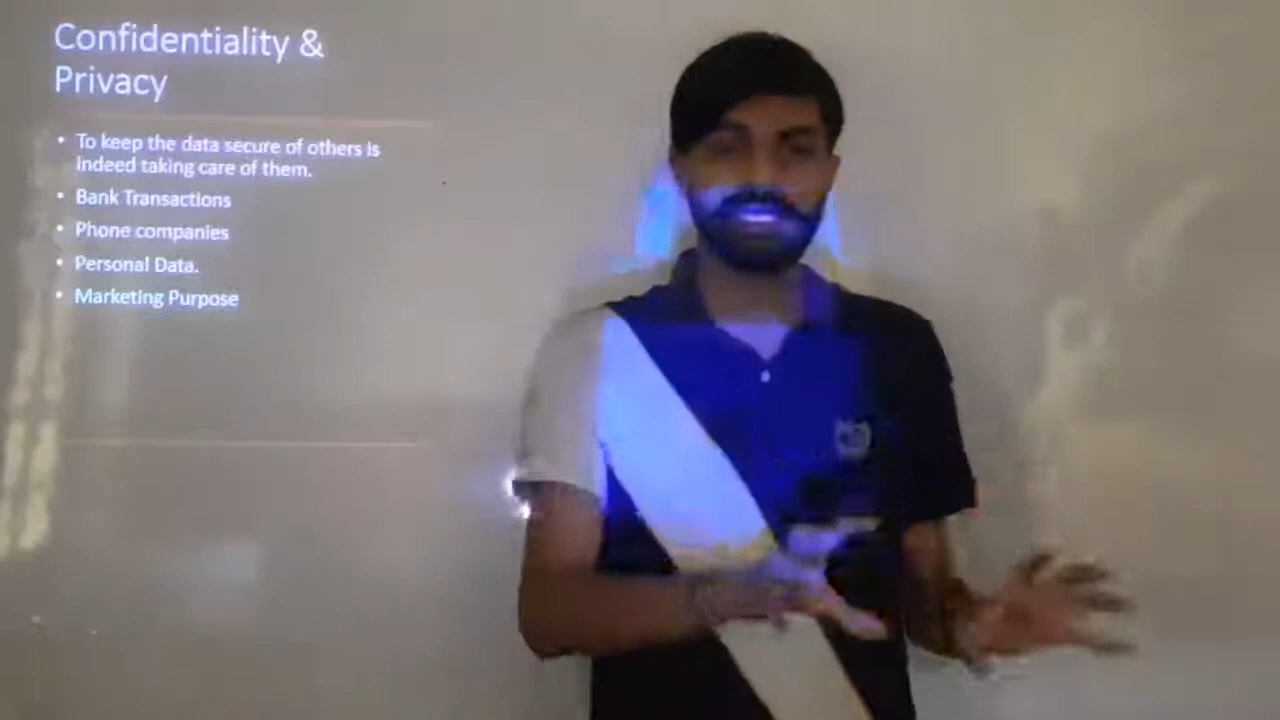 Confidentiality &
Privacy
• To keep the data secure of others is
indeed taking care of them.
• Bank Transactions
• Phone companies
• Personal Data.
• Marketing Purpose